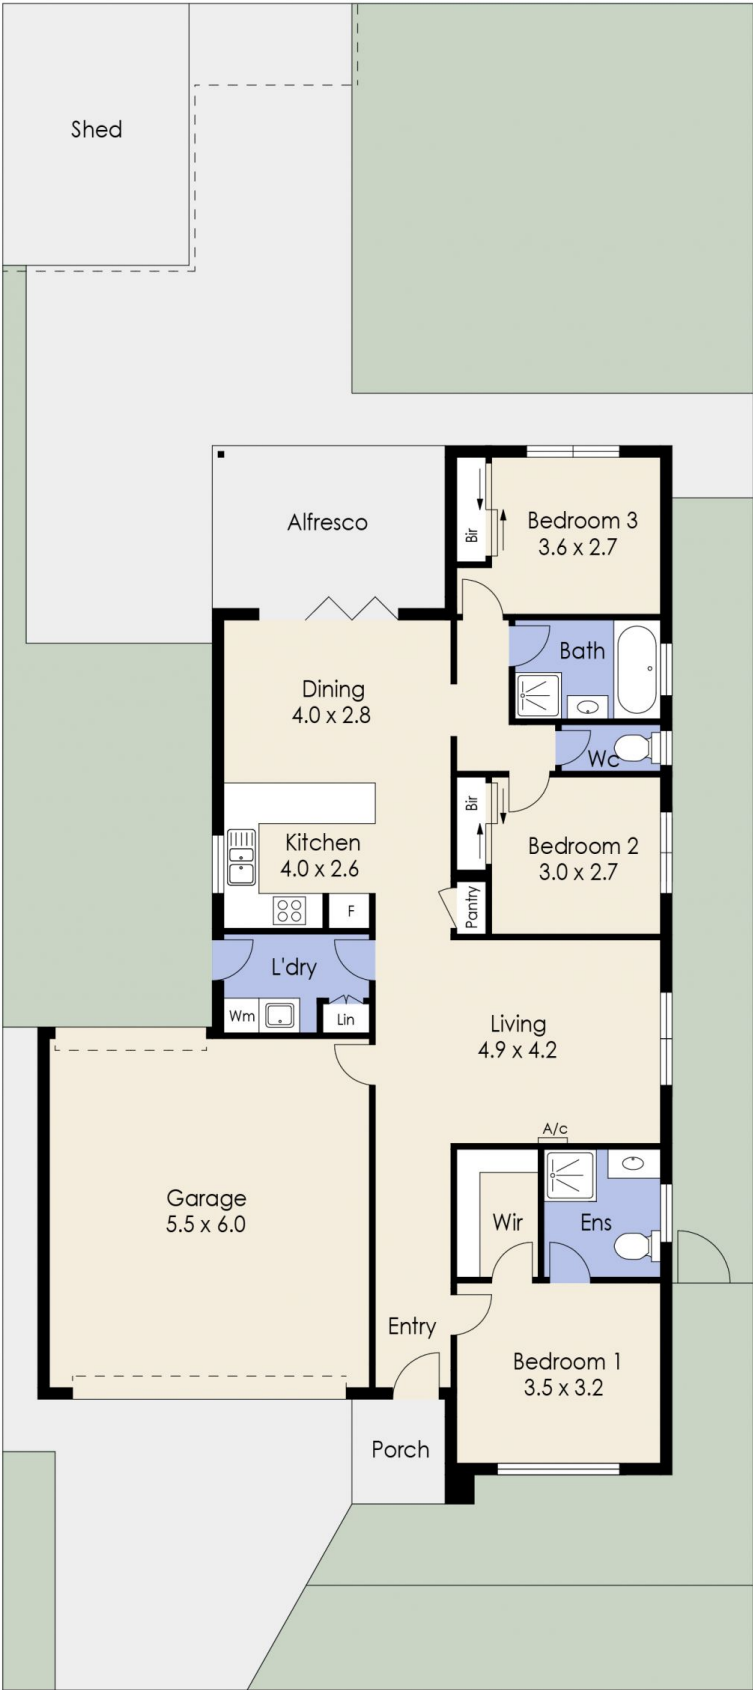 Shed
Alfresco
Bir
Bedroom 3
3.6 x 2.7
Bath
Dining
4.0 x 2.8
Wc
Bir
Kitchen
4.0 x 2.6
Bedroom 2
3.0 x 2.7
F
Pantry
L'dry
Wm
Lin
Living
4.9 x 4.2
A/c
Garage
5.5 x 6.0
Wir
Ens
Entry
Bedroom 1
3.5 x 3.2
Porch